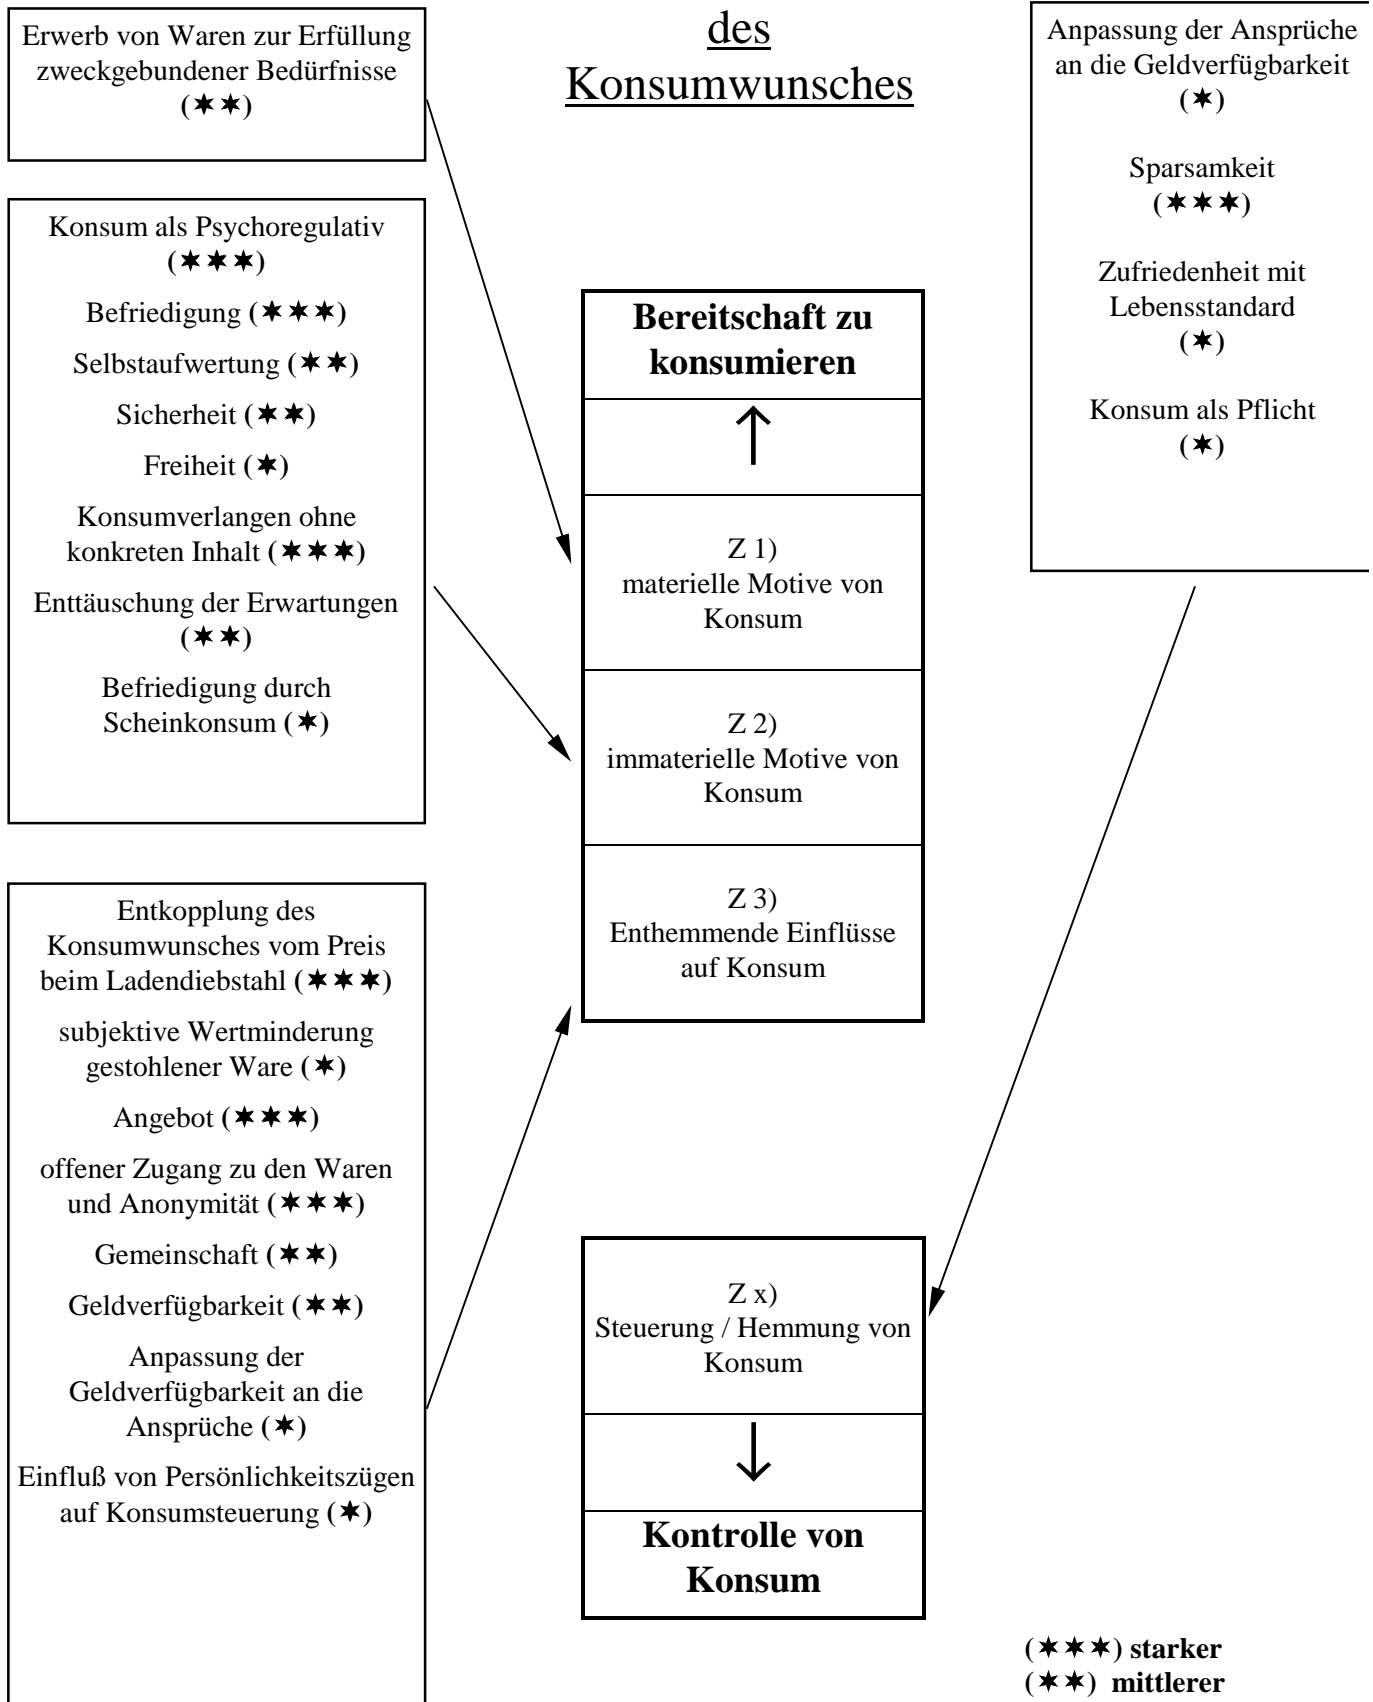 des
Konsumwunsches
Erwerb von Waren zur Erfüllung
zweckgebundener Bedürfnisse
(✶✶)
Konsum als Psychoregulativ
(✶✶✶)
Befriedigung (✶✶✶)
Selbstaufwertung (✶✶)
Sicherheit (✶✶)
Freiheit (✶)
Konsumverlangen ohne
konkreten Inhalt (✶✶✶)
Enttäuschung der Erwartungen
(✶✶)
Befriedigung durch
Scheinkonsum (✶)
Entkopplung des
Konsumwunsches vom Preis
beim Ladendiebstahl (✶✶✶)
subjektive Wertminderung
gestohlener Ware (✶)
Angebot (✶✶✶)
offener Zugang zu den Waren
und Anonymität (✶✶✶)
Gemeinschaft (✶✶)
Geldverfügbarkeit (✶✶)
Anpassung der
Geldverfügbarkeit an die
Ansprüche (✶)
Einfluß von Persönlichkeitszügen
auf Konsumsteuerung (✶)
Bereitschaft zu
konsumieren
↑
Z 1)
materielle Motive von
Konsum
Z 2)
immaterielle Motive von
Konsum
Z 3)
Enthemmende Einflüsse
auf Konsum
Z x)
Steuerung / Hemmung von
Konsum
↓
Kontrolle von
Konsum
Anpassung der Ansprüche
an die Geldverfügbarkeit
(✶)
Sparsamkeit
(✶✶✶)
Zufriedenheit mit
Lebensstandard
(✶)
Konsum als Pflicht
(✶)
(✶✶✶) starker
(✶✶) mittlerer